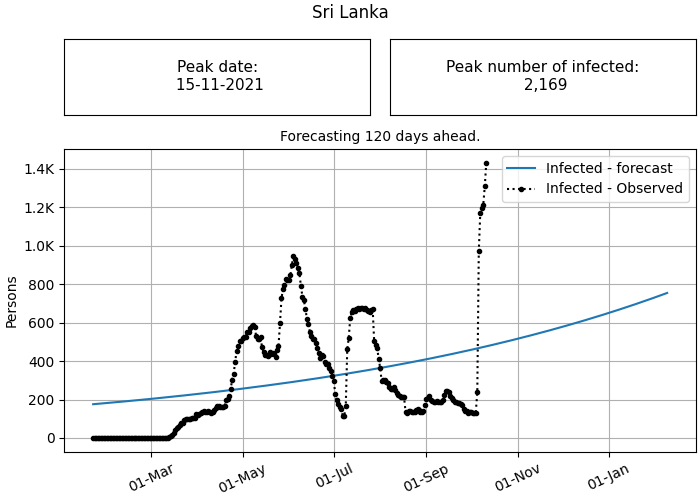 Sri Lanka
Peak date:
15-11-2021
Peak number of infected:
2,169
Forecasting 120 days ahead.
1.4K
1.2K
1.0K
800
600
400
200
0
Persons
Infected - forecast
Infected - Observed
01-Mar
01-May
01-Jul
01-Sep
01-Nov
01-Jan